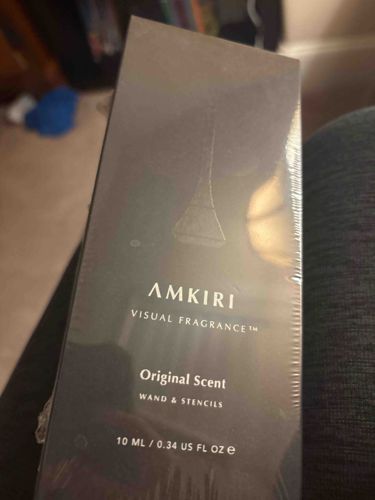 AMKIRI
VISUAL FRAGRANCE™
Original Scent
WAND & STENCILS
10 ML / 0.34 US FL OZ ℮